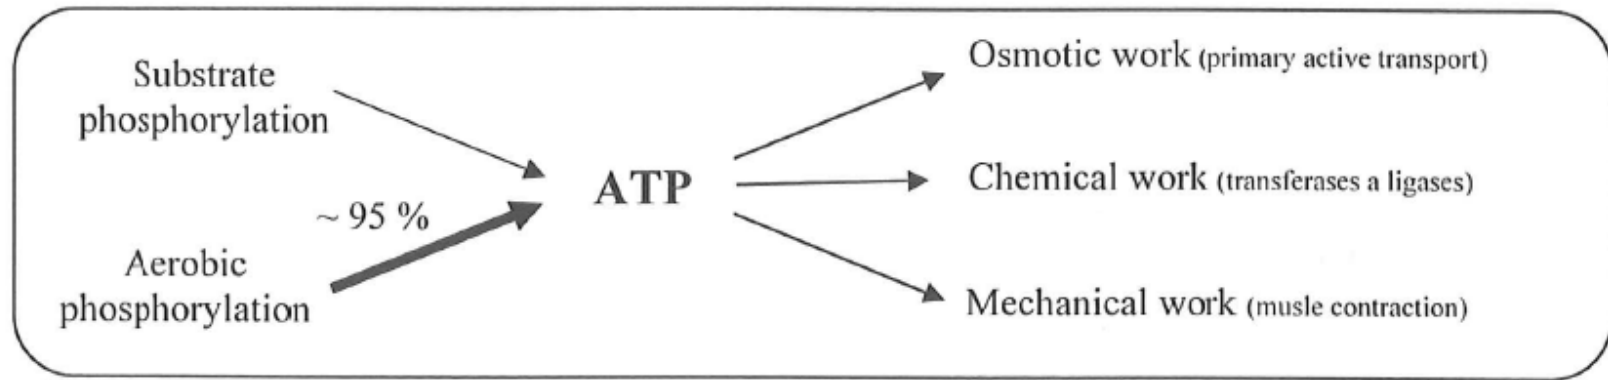 Substrate
phosphorylation
~ 95 %
Aerobic
phosphorylation
ATP
Osmotic work (primary active transport)
Chemical work (transferases a ligases)
Mechanical work (musle contraction)